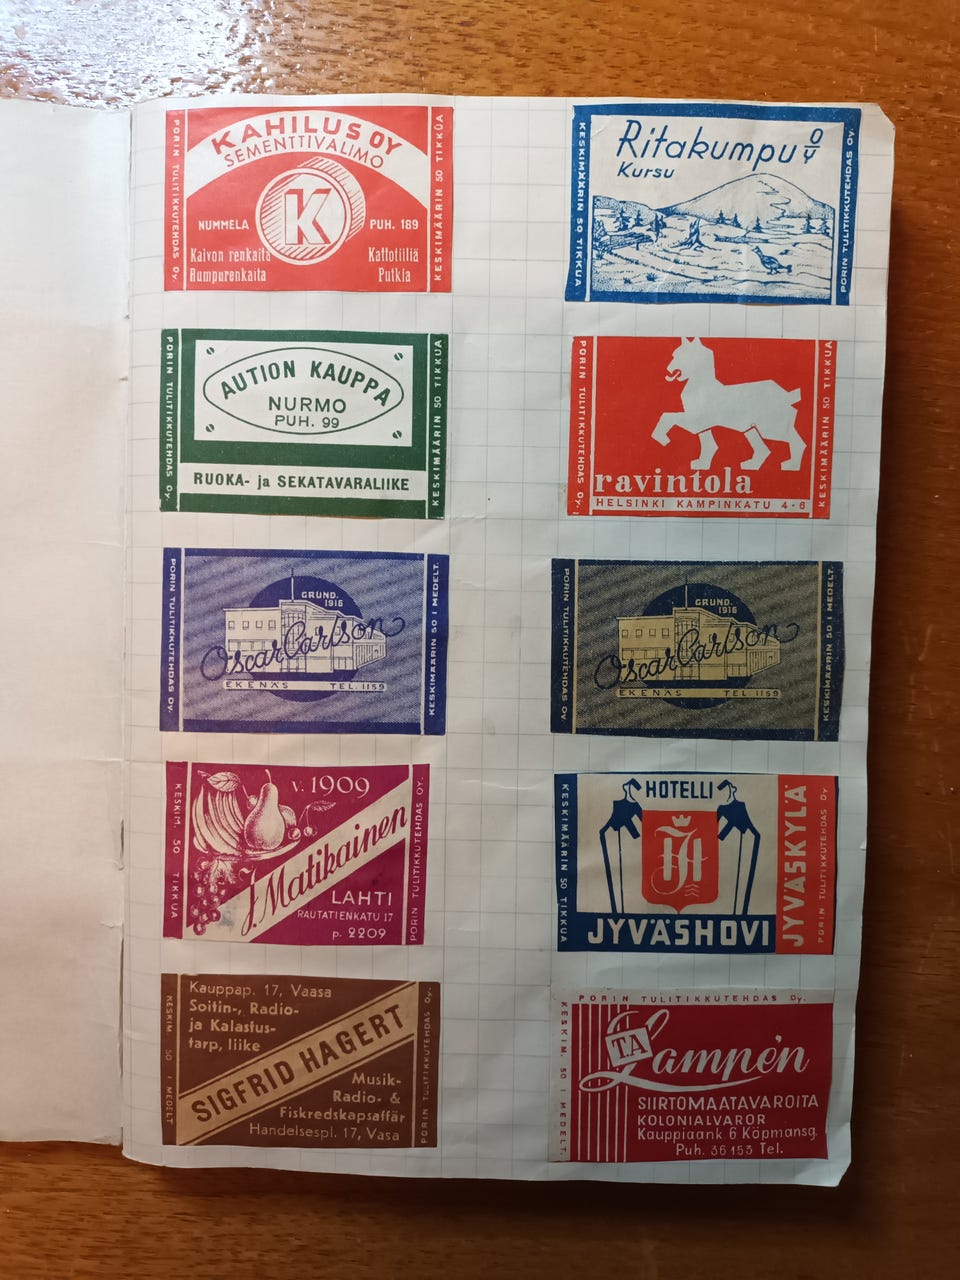 PORIN TULITIKKUTEHDAS Oy.
KAHILUS OY
SEMENTTIVALIMO
K
NUMMELA
PUH. 189
Kaivon renkaita
Rumpurenkaita
Kattotiiliä
Putkia
KESKIMÄÄRIN 50 TIKKUA
KESKIMÄÄRIN 50 TIKKUA
Ritakumpu O/Y
Kursu
PORIN TULITIKKUTEHDAS Oy.
PORIN TULITIKKUTEHDAS Oy.
AUTION KAUPPA
NURMO
PUH. 99
RUOKA- ja SEKATAVARALIIKE
KESKIMÄÄRIN 50 TIKKUA
PORIN TULITIKKUTEHDAS Oy.
ravintola
HELSINKI KAMPINKATU 4-6
KESKIMÄÄRIN 50 TIKKUA
PORIN TULITIKKUTEHDAS Oy.
GRUND.
1916
Oscar Carlson
EKENÄS TEL. 1159
KESKIMÄÄRIN 50 I MEDELT.
PORIN TULITIKKUTEHDAS Oy.
GRUND.
1916
Oscar Carlson
EKENÄS TEL. 1159
KESKIMÄÄRIN 50 I MEDELT.
KESKIM. 50 TIKKUA
v. 1909
J. Matikainen
LAHTI
RAUTATIENKATU 17
p. 2209
PORIN TULITIKKUTEHDAS OY.
KESKIMÄÄRIN 50 TIKKUA
HOTELLI
JH
JYVÄSHOVI
JYVÄSKYLÄ
PORIN TULITIKKUTEHDAS Oy
KESKIM. 50 I MEDELT
Kauppap. 17, Vaasa
Soitin-, Radio-
ja Kalastus-
tarp, liike
SIGFRID HAGERT
Musik-
Radio- &
Fiskredskapsaffär
Handelsespl. 17, Vasa
PORIN TULITIKKUTEHDAS Oy.
PORIN TULITIKKUTEHDAS Oy.
KESKIM. 50 I MEDELT.
TA
Lampe'n
SIIRTOMAATAVAROITA
KOLONIALVAROR
Kauppiaank. 6 Köpmansg.
Puh. 36 153 Tel.